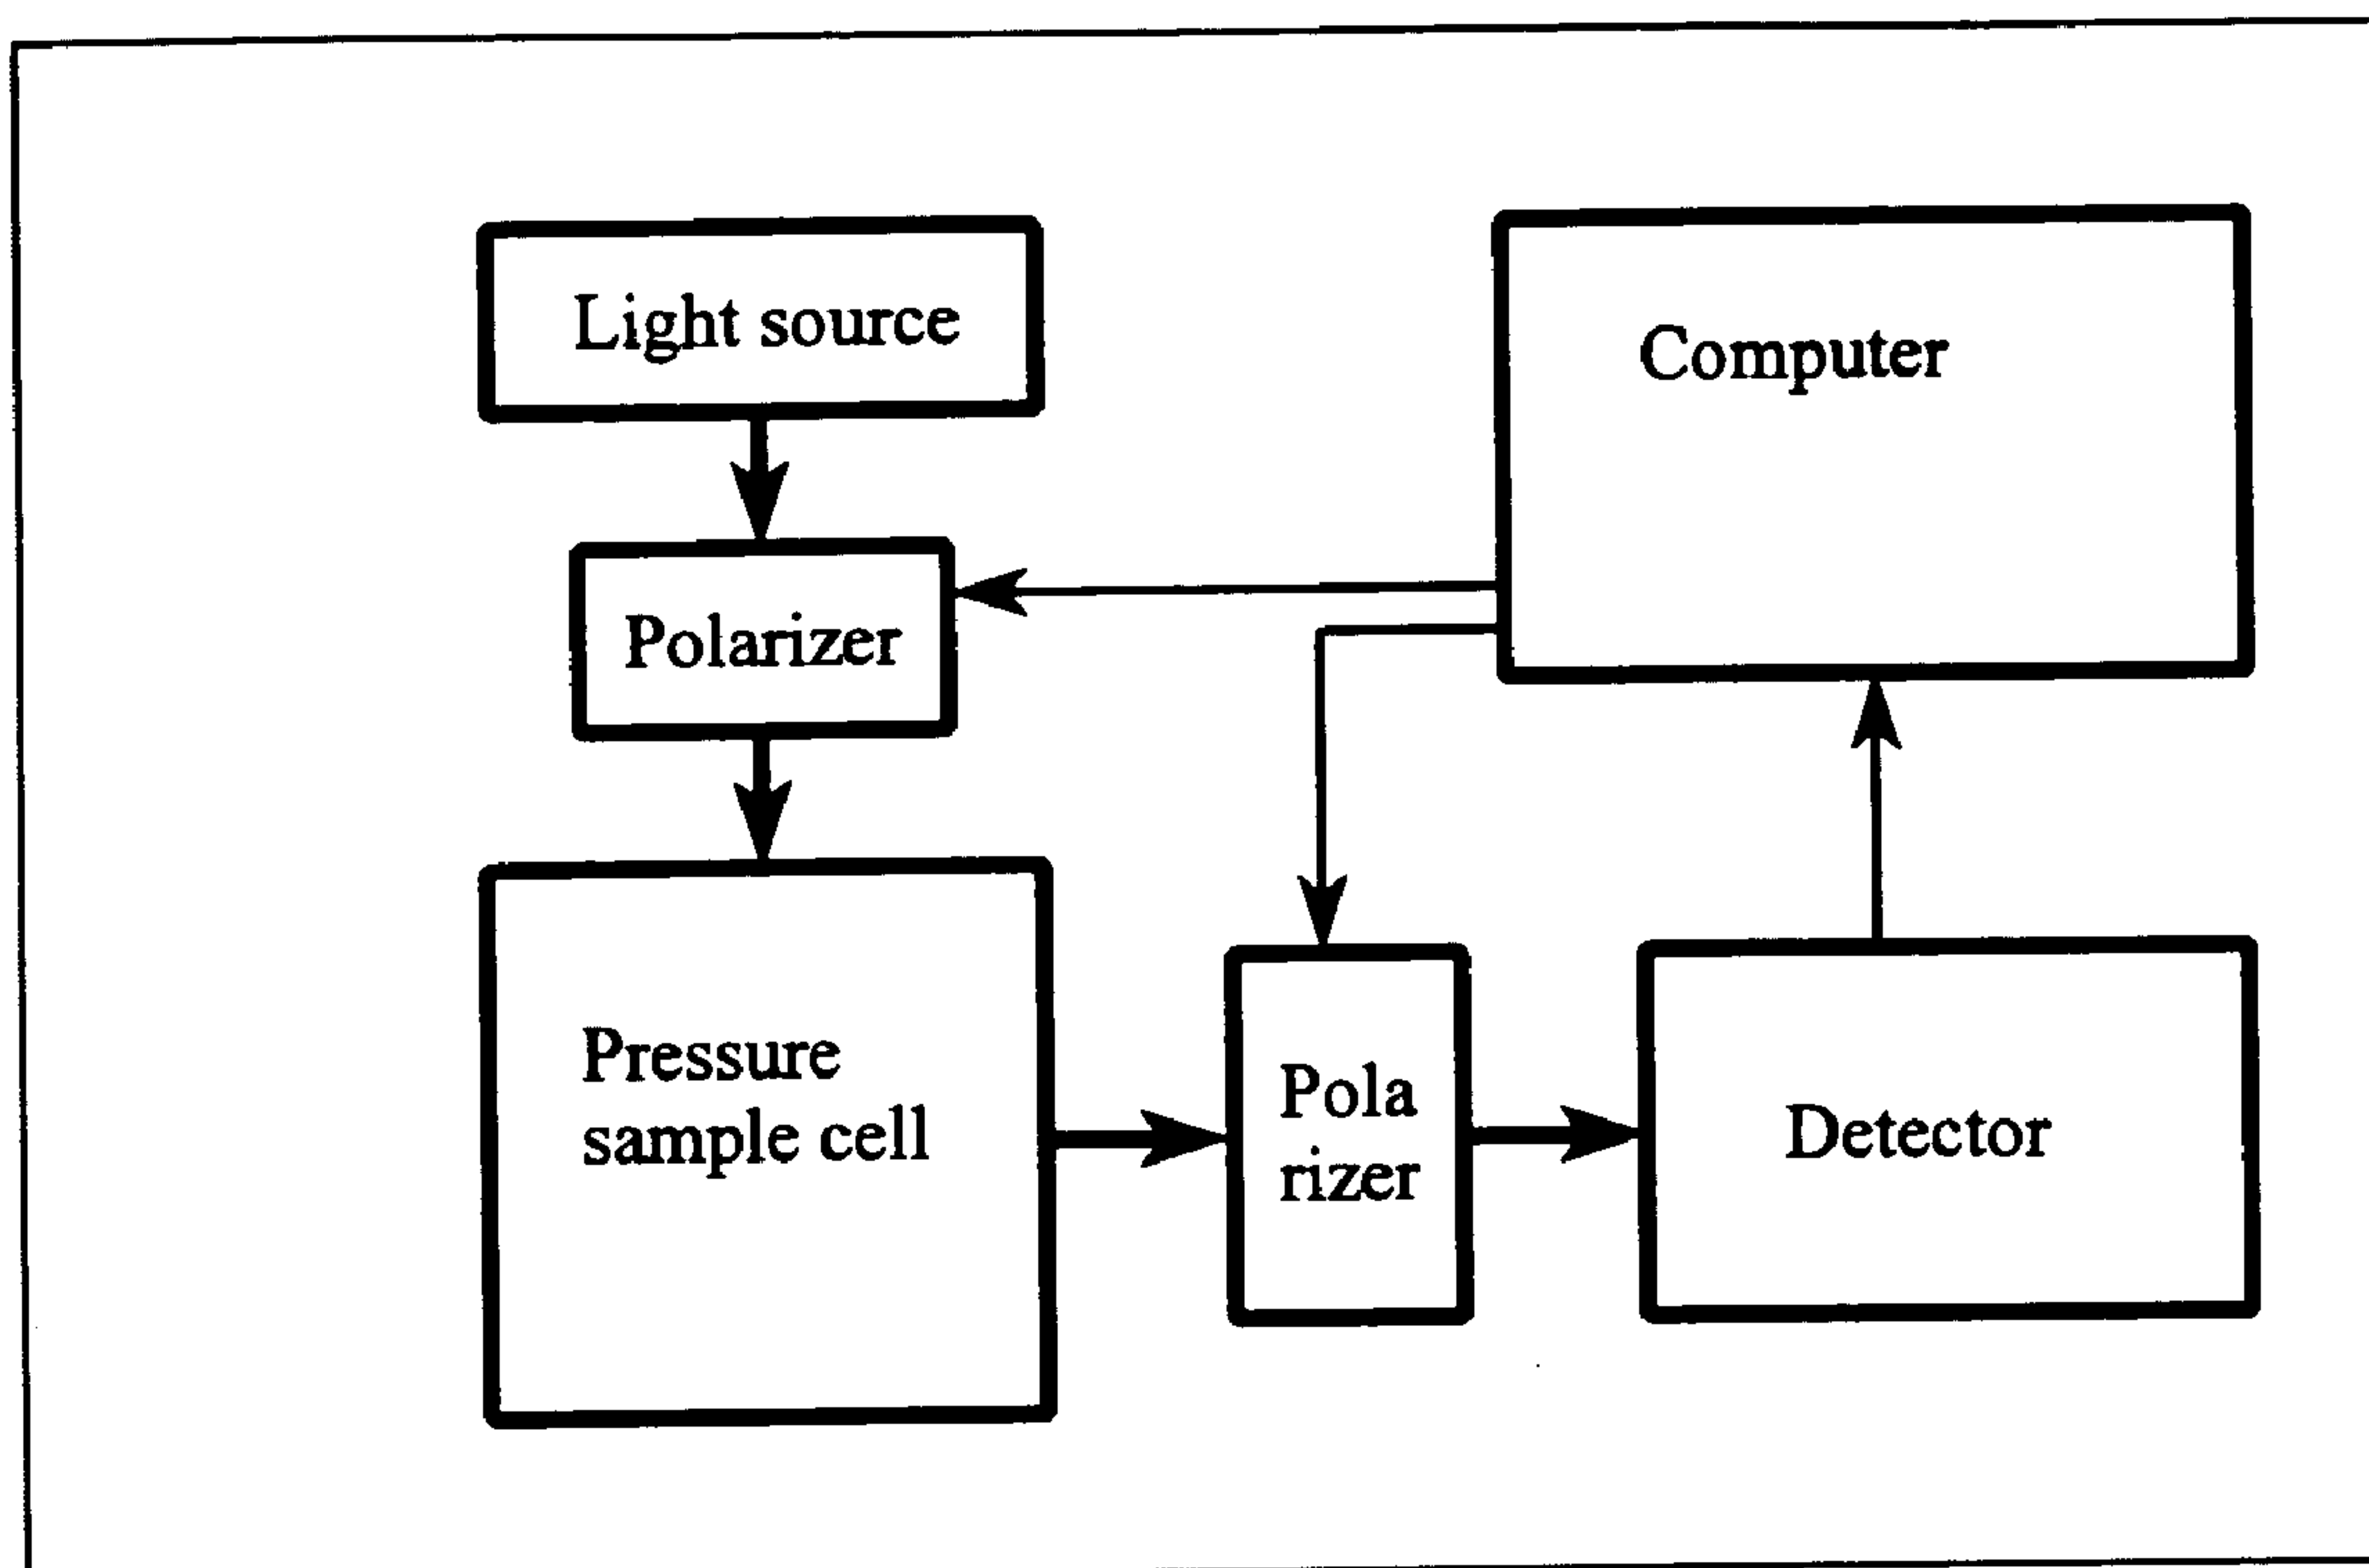 Light source
Computer
Polarizer
Pressure
sample cell
Pola
rizer
Detector